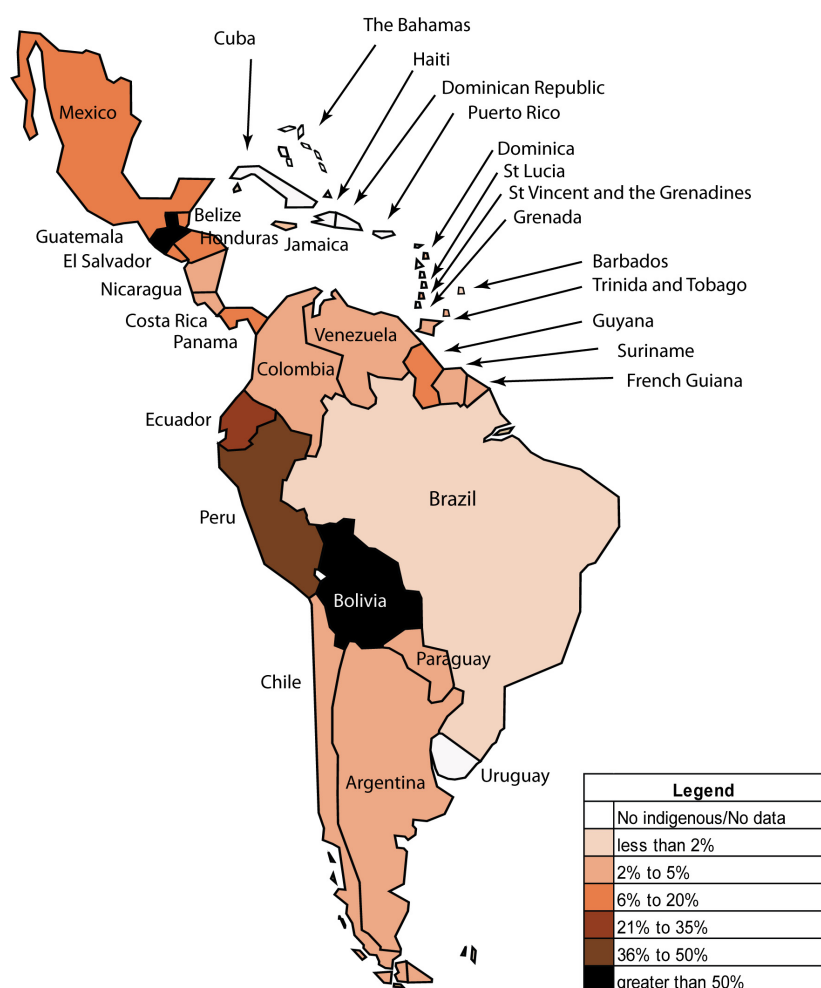 The Bahamas
Cuba
Haiti
Dominican Republic
Mexico
Puerto Rico
Dominica
St Lucia
St Vincent and the Grenadines
Belize
Grenada
Guatemala
Honduras
Jamaica
El Salvador
Barbados
Nicaragua
Trinida and Tobago
Costa Rica
Guyana
Venezuela
Panama
Suriname
Colombia
French Guiana
Ecuador
Brazil
Peru
Bolivia
Paraguay
Chile
Uruguay
Argentina
Legend
No indigenous/No data
less than 2%
2% to 5%
6% to 20%
21% to 35%
36% to 50%
greater than 50%